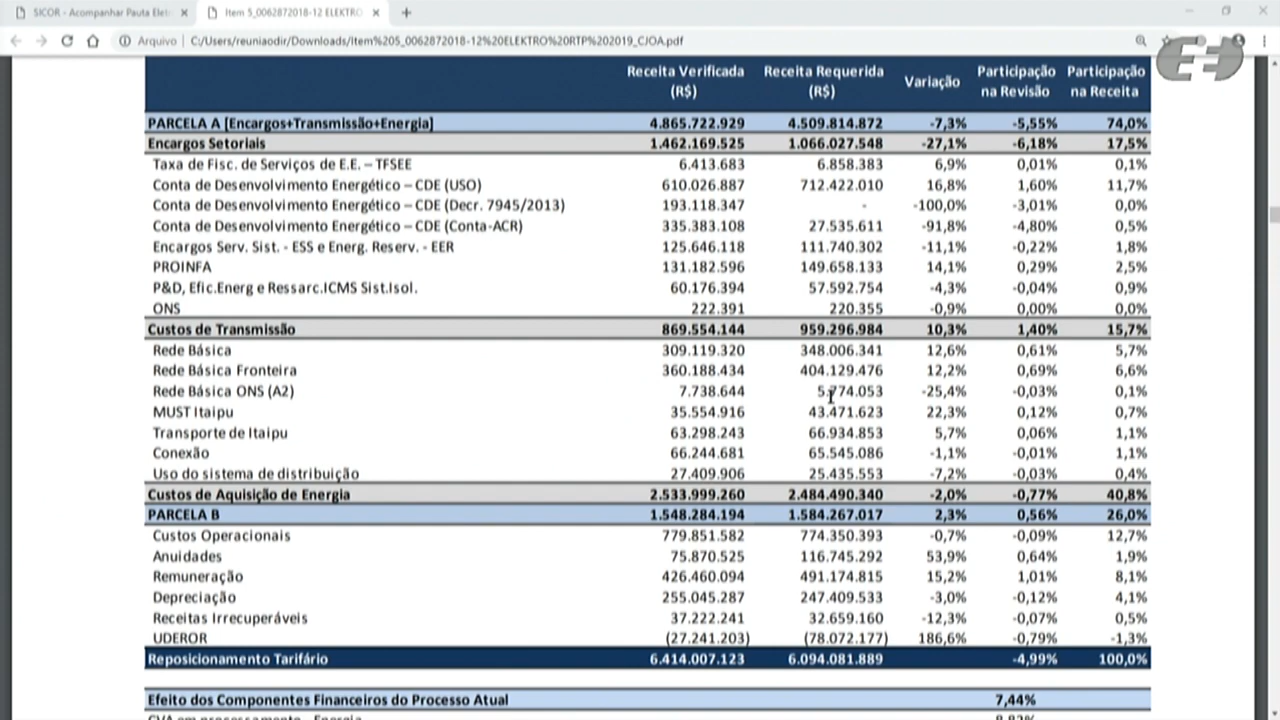 SICOR - Acompanhar Pauta Elet
Item 5_0062872018-12 ELEKTRO
Arquivo | C:/Users/reuniaodir/Downloads/Item%205_0062872018-12%20ELEKTRO%20RTP%202019_CJOA.pdf
Receita Verificada (R$) Receita Requerida (R$) Variação Participação na Revisão Participação na Receita
PARCELA A [Encargos+Transmissão+Energia] 4.865.722.929 4.509.814.872 -7,3% -5,55% 74,0%
Encargos Setoriais 1.462.169.525 1.066.027.548 -27,1% -6,18% 17,5%
Taxa de Fisc. de Serviços de E.E. – TFSEE 6.413.683 6.858.383 6,9% 0,01% 0,1%
Conta de Desenvolvimento Energético – CDE (USO) 610.026.887 712.422.010 16,8% 1,60% 11,7%
Conta de Desenvolvimento Energético – CDE (Decr. 7945/2013) 193.118.347 - -100,0% -3,01% 0,0%
Conta de Desenvolvimento Energético – CDE (Conta-ACR) 335.383.108 27.535.611 -91,8% -4,80% 0,5%
Encargos Serv. Sist. - ESS e Energ. Reserv. - EER 125.646.118 111.740.302 -11,1% -0,22% 1,8%
PROINFA 131.182.596 149.658.133 14,1% 0,29% 2,5%
P&D, Efic.Energ e Ressarc.ICMS Sist.Isol. 60.176.394 57.592.754 -4,3% -0,04% 0,9%
ONS 222.391 220.355 -0,9% 0,00% 0,0%
Custos de Transmissão 869.554.144 959.296.984 10,3% 1,40% 15,7%
Rede Básica 309.119.320 348.006.341 12,6% 0,61% 5,7%
Rede Básica Fronteira 360.188.434 404.129.476 12,2% 0,69% 6,6%
Rede Básica ONS (A2) 7.738.644 5.774.053 -25,4% -0,03% 0,1%
MUST Itaipu 35.554.916 43.471.623 22,3% 0,12% 0,7%
Transporte de Itaipu 63.298.243 66.934.853 5,7% 0,06% 1,1%
Conexão 66.244.681 65.545.086 -1,1% -0,01% 1,1%
Uso do sistema de distribuição 27.409.906 25.435.553 -7,2% -0,03% 0,4%
Custos de Aquisição de Energia 2.533.999.260 2.484.490.340 -2,0% -0,77% 40,8%
PARCELA B 1.548.284.194 1.584.267.017 2,3% 0,56% 26,0%
Custos Operacionais 779.851.582 774.350.393 -0,7% -0,09% 12,7%
Anuidades 75.870.525 116.745.292 53,9% 0,64% 1,9%
Remuneração 426.460.094 491.174.815 15,2% 1,01% 8,1%
Depreciação 255.045.287 247.409.533 -3,0% -0,12% 4,1%
Receitas Irrecuperáveis 37.222.241 32.659.160 -12,3% -0,07% 0,5%
UDEROR (27.241.203) (78.072.177) 186,6% -0,79% -1,3%
Reposicionamento Tarifário 6.414.007.123 6.094.081.889 -4,99% 100,0%
Efeito dos Componentes Financeiros do Processo Atual 7,44%